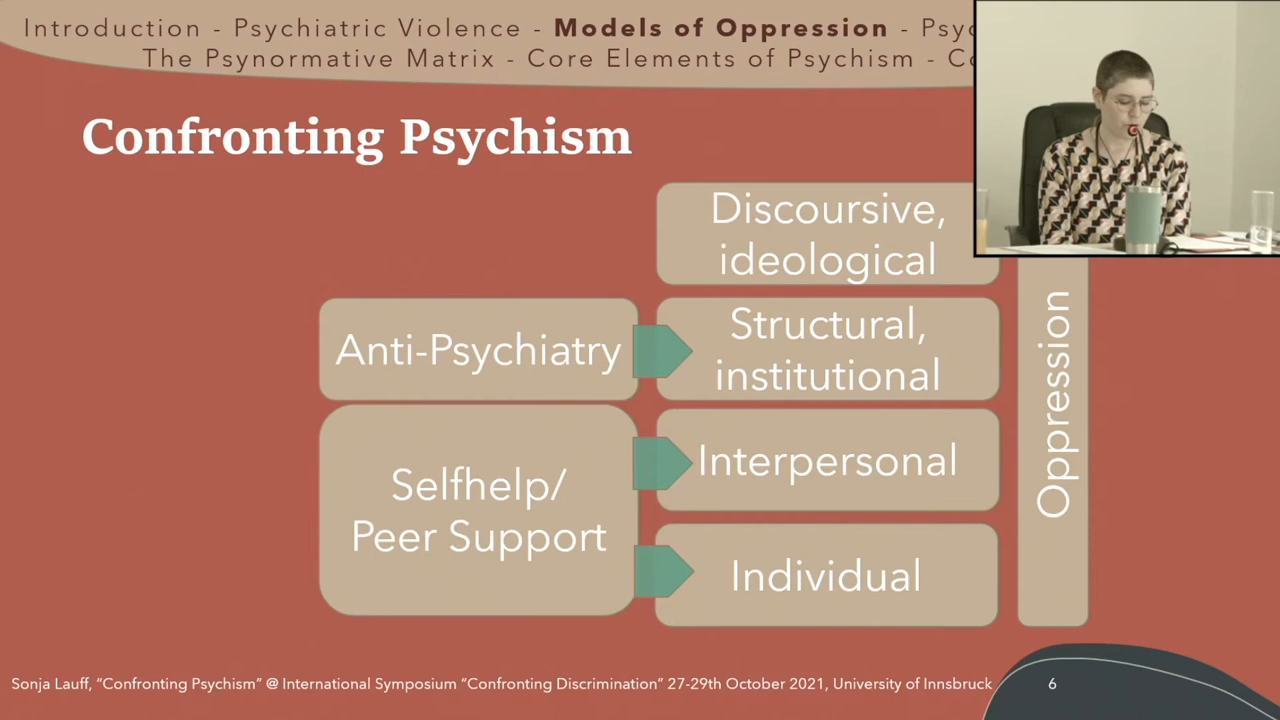 Introduction - Psychiatric Violence - Models of Oppression -
The Psynormative Matrix - Core Elements of Psychism -
Confronting Psychism
Discoursive,
ideological
Anti-Psychiatry
Structural,
institutional
Selfhelp/
Peer Support
Interpersonal
Individual
Oppression
Sonja Lauff, "Confronting Psychism" @ International Symposium "Confronting Discrimination" 27-29th October 2021, University of Innsbruck
6